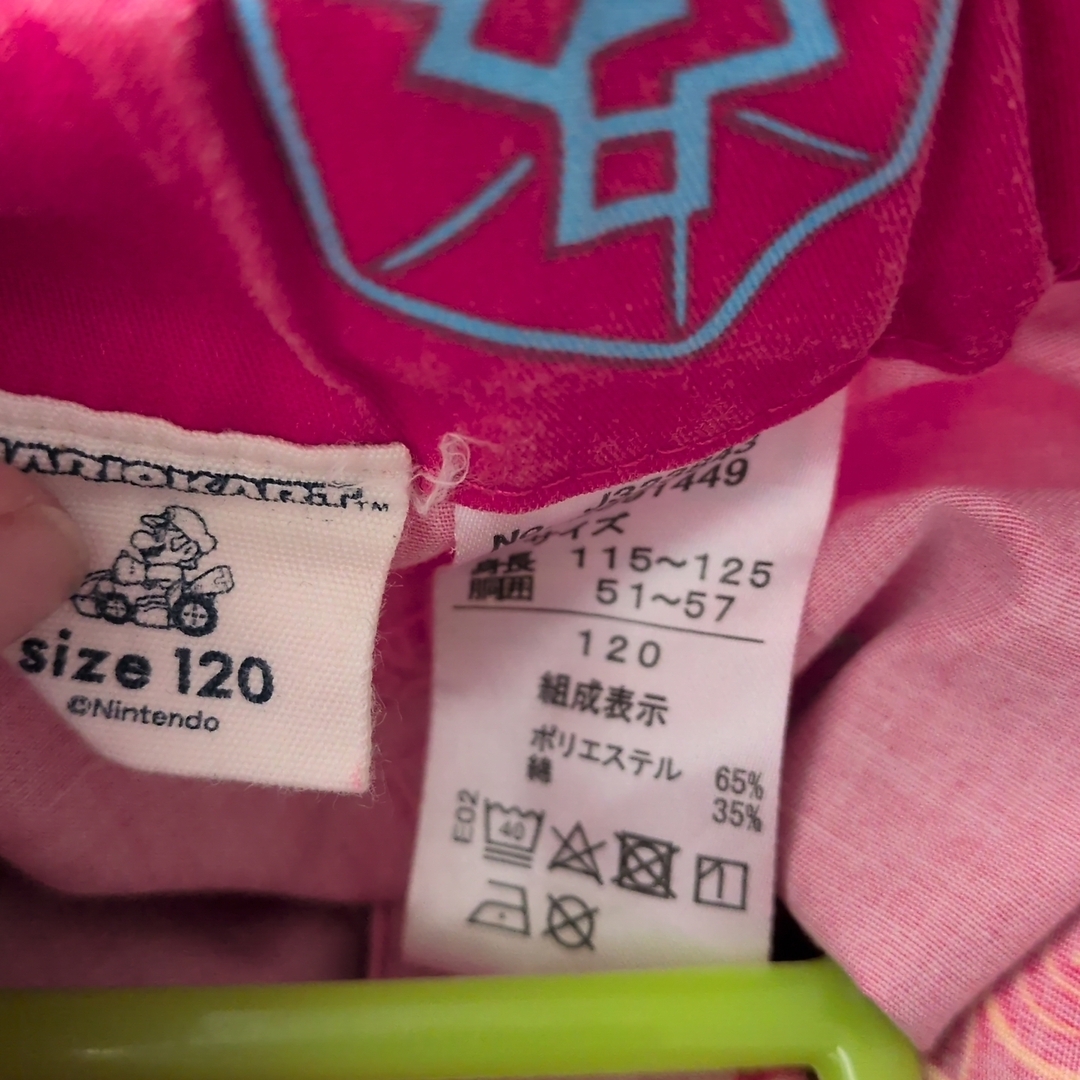 MARIOKART™
size 120
©Nintendo
サイズ
身長 115~125
胴囲 51~57
120
組成表示
ポリエステル 65%
綿 35%
E02
40